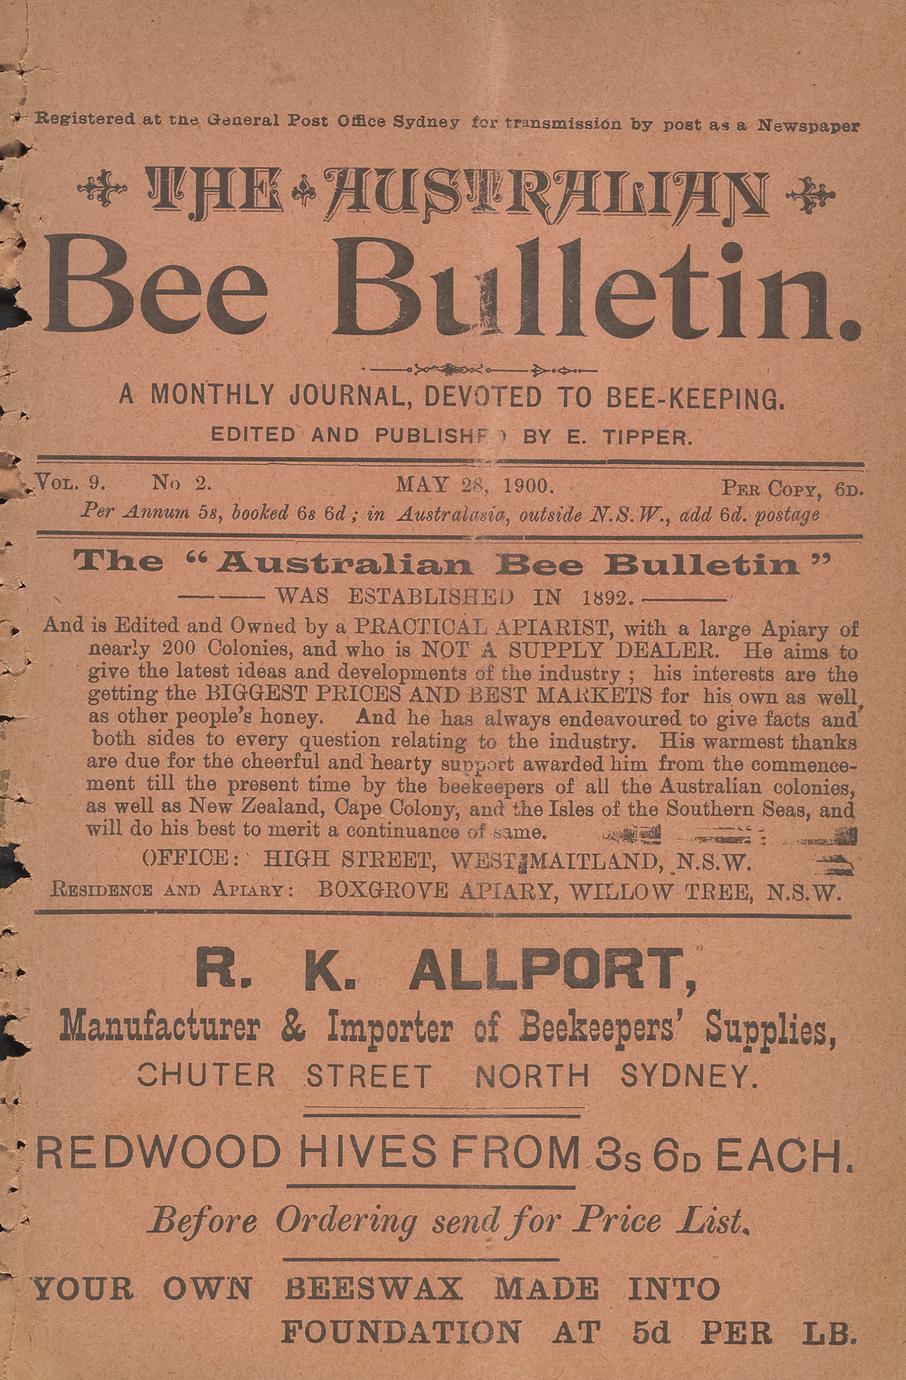 Registered at the General Post Office Sydney for transmission by post as a Newspaper
THE AUSTRALIAN
Bee Bulletin.
A MONTHLY JOURNAL, DEVOTED TO BEE-KEEPING.
EDITED AND PUBLISHED BY E. TIPPER.
VOL. 9. No 2. MAY 28, 1900. PER COPY, 6D.
Per Annum 5s, booked 6s 6d; in Australasia, outside N.S.W., add 6d. postage
The "Australian Bee Bulletin"
WAS ESTABLISHED IN 1892.
And is Edited and Owned by a PRACTICAL APIARIST, with a large Apiary of
nearly 200 Colonies, and who is NOT A SUPPLY DEALER. He aims to
give the latest ideas and developments of the industry; his interests are the
getting the BIGGEST PRICES AND BEST MARKETS for his own as well,
as other people's honey. And he has always endeavoured to give facts and
both sides to every question relating to the industry. His warmest thanks
are due for the cheerful and hearty support awarded him from the commence-
ment till the present time by the beekeepers of all the Australian colonies,
as well as New Zealand, Cape Colony, and the Isles of the Southern Seas, and
will do his best to merit a continuance of same.
OFFICE: HIGH STREET, WEST MAITLAND, N.S.W.
RESIDENCE AND APIARY: BOXGROVE APIARY, WILLOW TREE, N.S.W.
R. K. ALLPORT,
Manufacturer & Importer of Beekeepers' Supplies,
CHUTER STREET NORTH SYDNEY.
REDWOOD HIVES FROM 3s 6D EACH.
Before Ordering send for Price List.
YOUR OWN BEESWAX MADE INTO
FOUNDATION AT 5d PER LB.